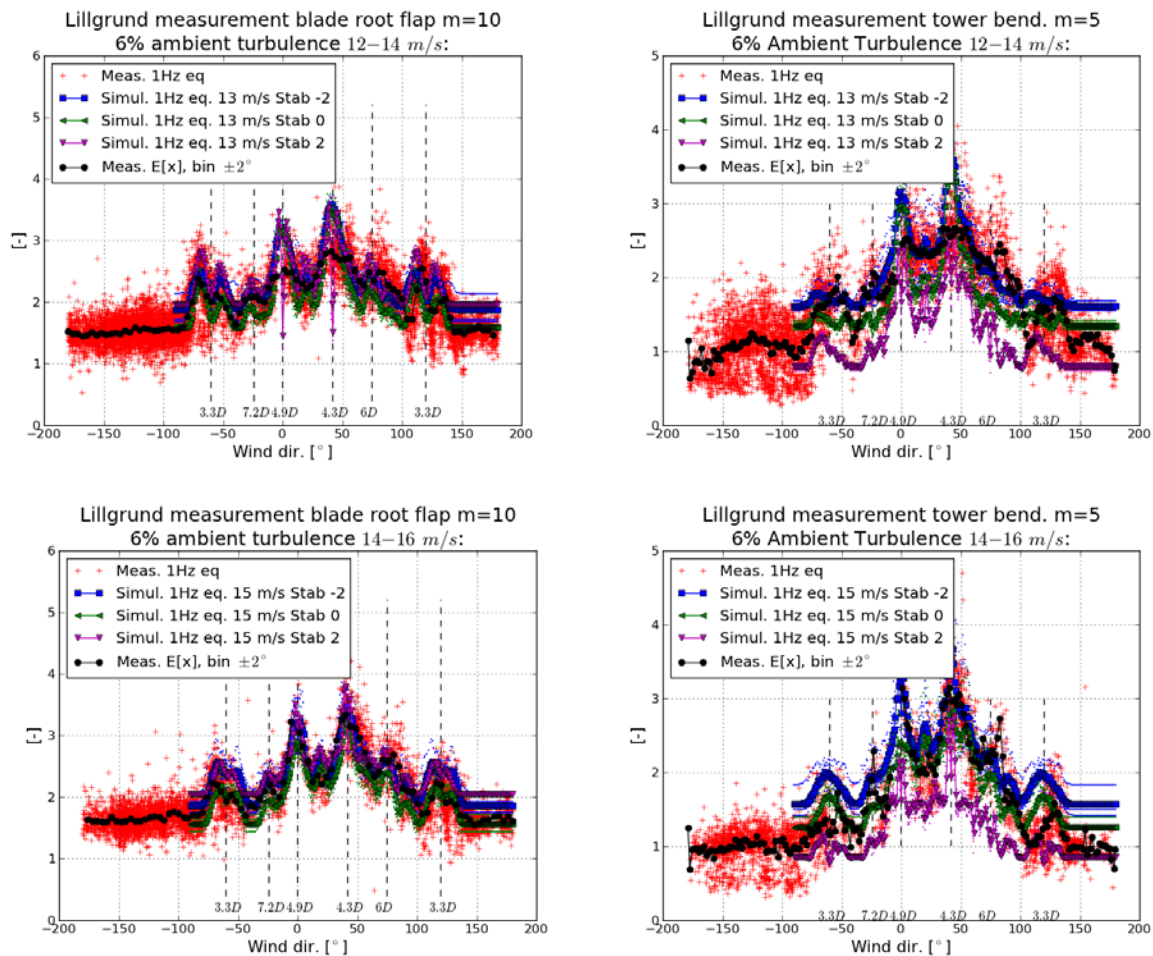 Lillgrund measurement blade root flap m=10
6% ambient turbulence 12−14 m/s:
6
5
4
3
2
1
0
[-]
Meas. 1Hz eq
Simul. 1Hz eq. 13 m/s Stab -2
Simul. 1Hz eq. 13 m/s Stab 0
Simul. 1Hz eq. 13 m/s Stab 2
Meas. E[x], bin ±2°
3.3D 7.2D 4.9D 4.3D 6D 3.3D
−200 −150 −100 −50 0 50 100 150 200
Wind dir. [°]
Lillgrund measurement tower bend. m=5
6% Ambient Turbulence 12−14 m/s:
5
4
3
2
1
0
[-]
Meas. 1Hz eq
Simul. 1Hz eq. 13 m/s Stab -2
Simul. 1Hz eq. 13 m/s Stab 0
Simul. 1Hz eq. 13 m/s Stab 2
Meas. E[x], bin ±2°
3.3D 7.2D 4.9D 4.3D 6D 3.3D
−200 −150 −100 −50 0 50 100 150 200
Wind dir. [°]
Lillgrund measurement blade root flap m=10
6% ambient turbulence 14−16 m/s:
6
5
4
3
2
1
0
[-]
Meas. 1Hz eq
Simul. 1Hz eq. 15 m/s Stab -2
Simul. 1Hz eq. 15 m/s Stab 0
Simul. 1Hz eq. 15 m/s Stab 2
Meas. E[x], bin ±2°
3.3D 7.2D 4.9D 4.3D 6D 3.3D
−200 −150 −100 −50 0 50 100 150 200
Wind dir. [°]
Lillgrund measurement tower bend. m=5
6% Ambient Turbulence 14−16 m/s:
5
4
3
2
1
0
[-]
Meas. 1Hz eq
Simul. 1Hz eq. 15 m/s Stab -2
Simul. 1Hz eq. 15 m/s Stab 0
Simul. 1Hz eq. 15 m/s Stab 2
Meas. E[x], bin ±2°
3.3D 7.2D 4.9D 4.3D 6D 3.3D
−200 −150 −100 −50 0 50 100 150 200
Wind dir. [°]